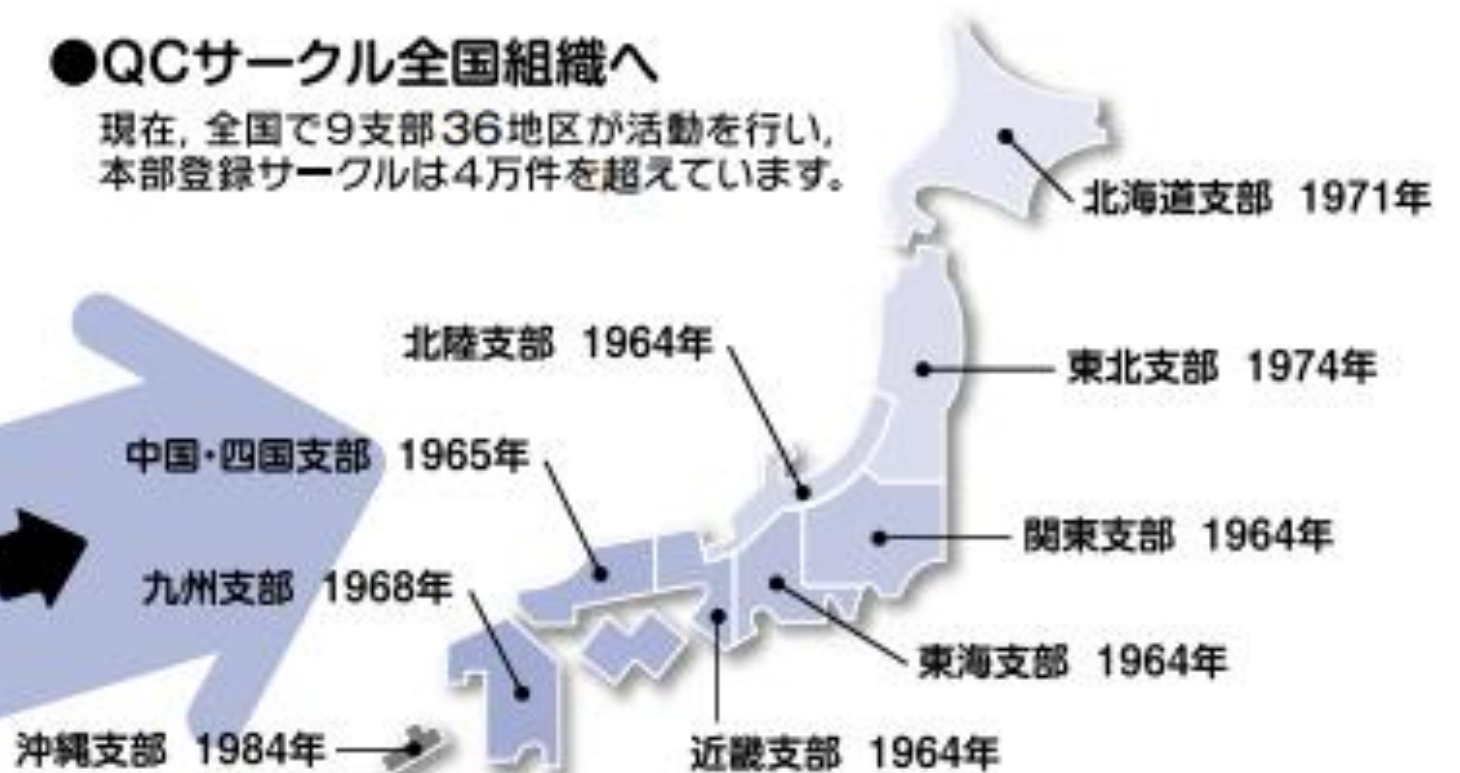 ●QCサークル全国組織へ
現在, 全国で9支部36地区が活動を行い,
本部登録サークルは4万件を超えています。
北海道支部 1971年
北陸支部 1964年
東北支部 1974年
中国・四国支部 1965年
関東支部 1964年
九州支部 1968年
東海支部 1964年
沖縄支部 1984年
近畿支部 1964年